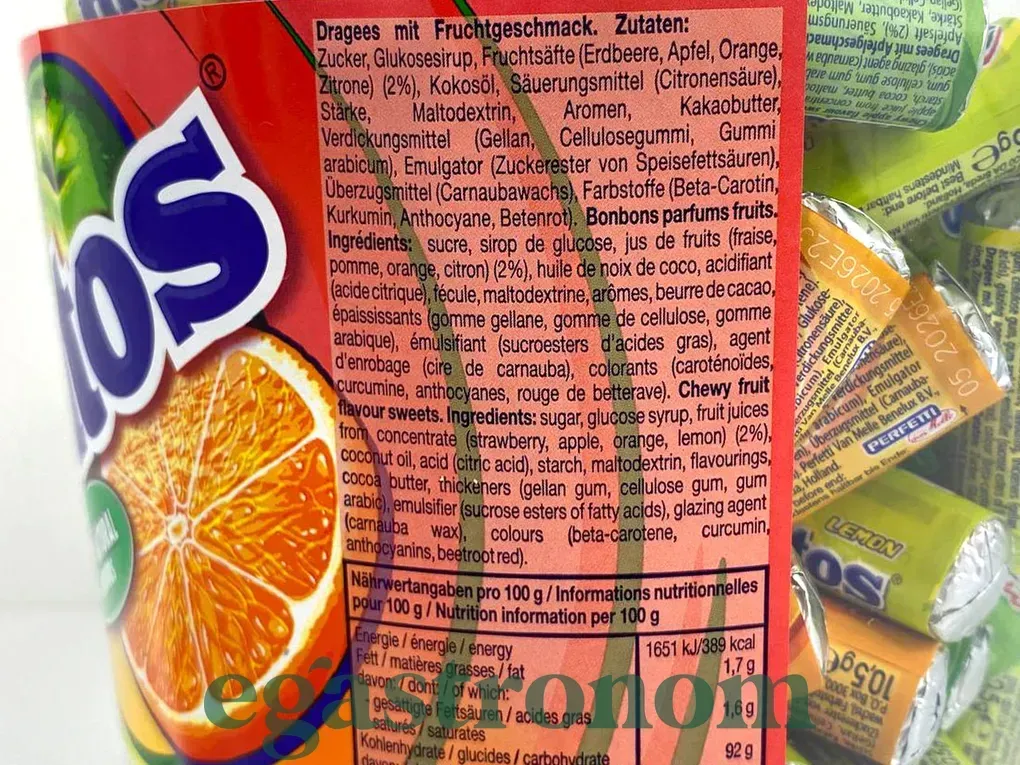 Dragees mit Fruchtgeschmack. Zutaten:
Zucker, Glukosesirup, Fruchtsäfte (Erdbeere, Apfel, Orange,
Zitrone) (2%), Kokosöl, Säuerungsmittel (Citronensäure),
Stärke, Maltodextrin, Aromen, Kakaobutter,
Verdickungsmittel (Gellan, Cellulosegummi, Gummi
arabicum), Emulgator (Zuckerester von Speisefettsäuren),
Überzugsmittel (Carnaubawachs), Farbstoffe (Beta-Carotin,
Kurkumin, Anthocyane, Betenrot). Bonbons parfums fruits.
Ingrédients: sucre, sirop de glucose, jus de fruits (fraise,
pomme, orange, citron) (2%), huile de noix de coco, acidifiant
(acide citrique), fécule, maltodextrine, arômes, beurre de cacao,
épaississants (gomme gellane, gomme de cellulose, gomme
arabique), émulsifiant (sucroesters d'acides gras), agent
d'enrobage (cire de carnauba), colorants (caroténoïdes,
curcumine, anthocyanes, rouge de betterave). Chewy fruit
flavour sweets. Ingredients: sugar, glucose syrup, fruit juices
from concentrate (strawberry, apple, orange, lemon) (2%),
coconut oil, acid (citric acid), starch, maltodextrin, flavourings,
cocoa butter, thickeners (gellan gum, cellulose gum, gum
arabic), emulsifier (sucrose esters of fatty acids), glazing agent
(carnauba wax), colours (beta-carotene, curcumin,
anthocyanins, beetroot red).
Nährwertangaben pro 100 g / Informations nutritionnelles
pour 100 g / Nutrition information per 100 g
Energie / énergie / energy 1651 kJ/389 kcal
Fett / matières grasses / fat 1,7 g
davon: / dont: / of which:
- gesättigte Fettsäuren / acides gras 1,6 g
saturés / saturates
Kohlenhydrate / glucides / carbohydrate 92 g
tos
®
egastronom
05 2026E
PERFETTI
van Melle
LEMON
tos
10,5g e